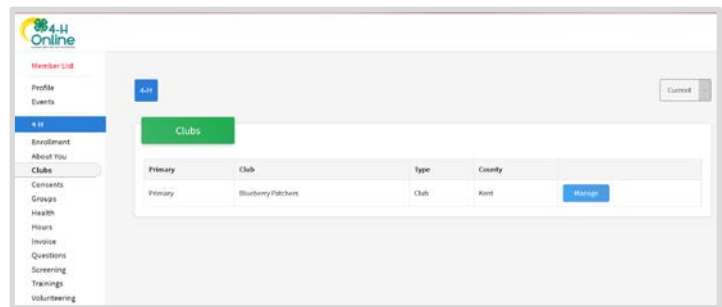 4-H
Online
Member List
Profile
Events
4-H
Enrollment
About You
Clubs
Consents
Groups
Health
Hours
Invoice
Questions
Screening
Trainings
Volunteering
4-H
Current
Clubs
Primary Club Type County
Primary Blueberry Patchers Club Kent Manage